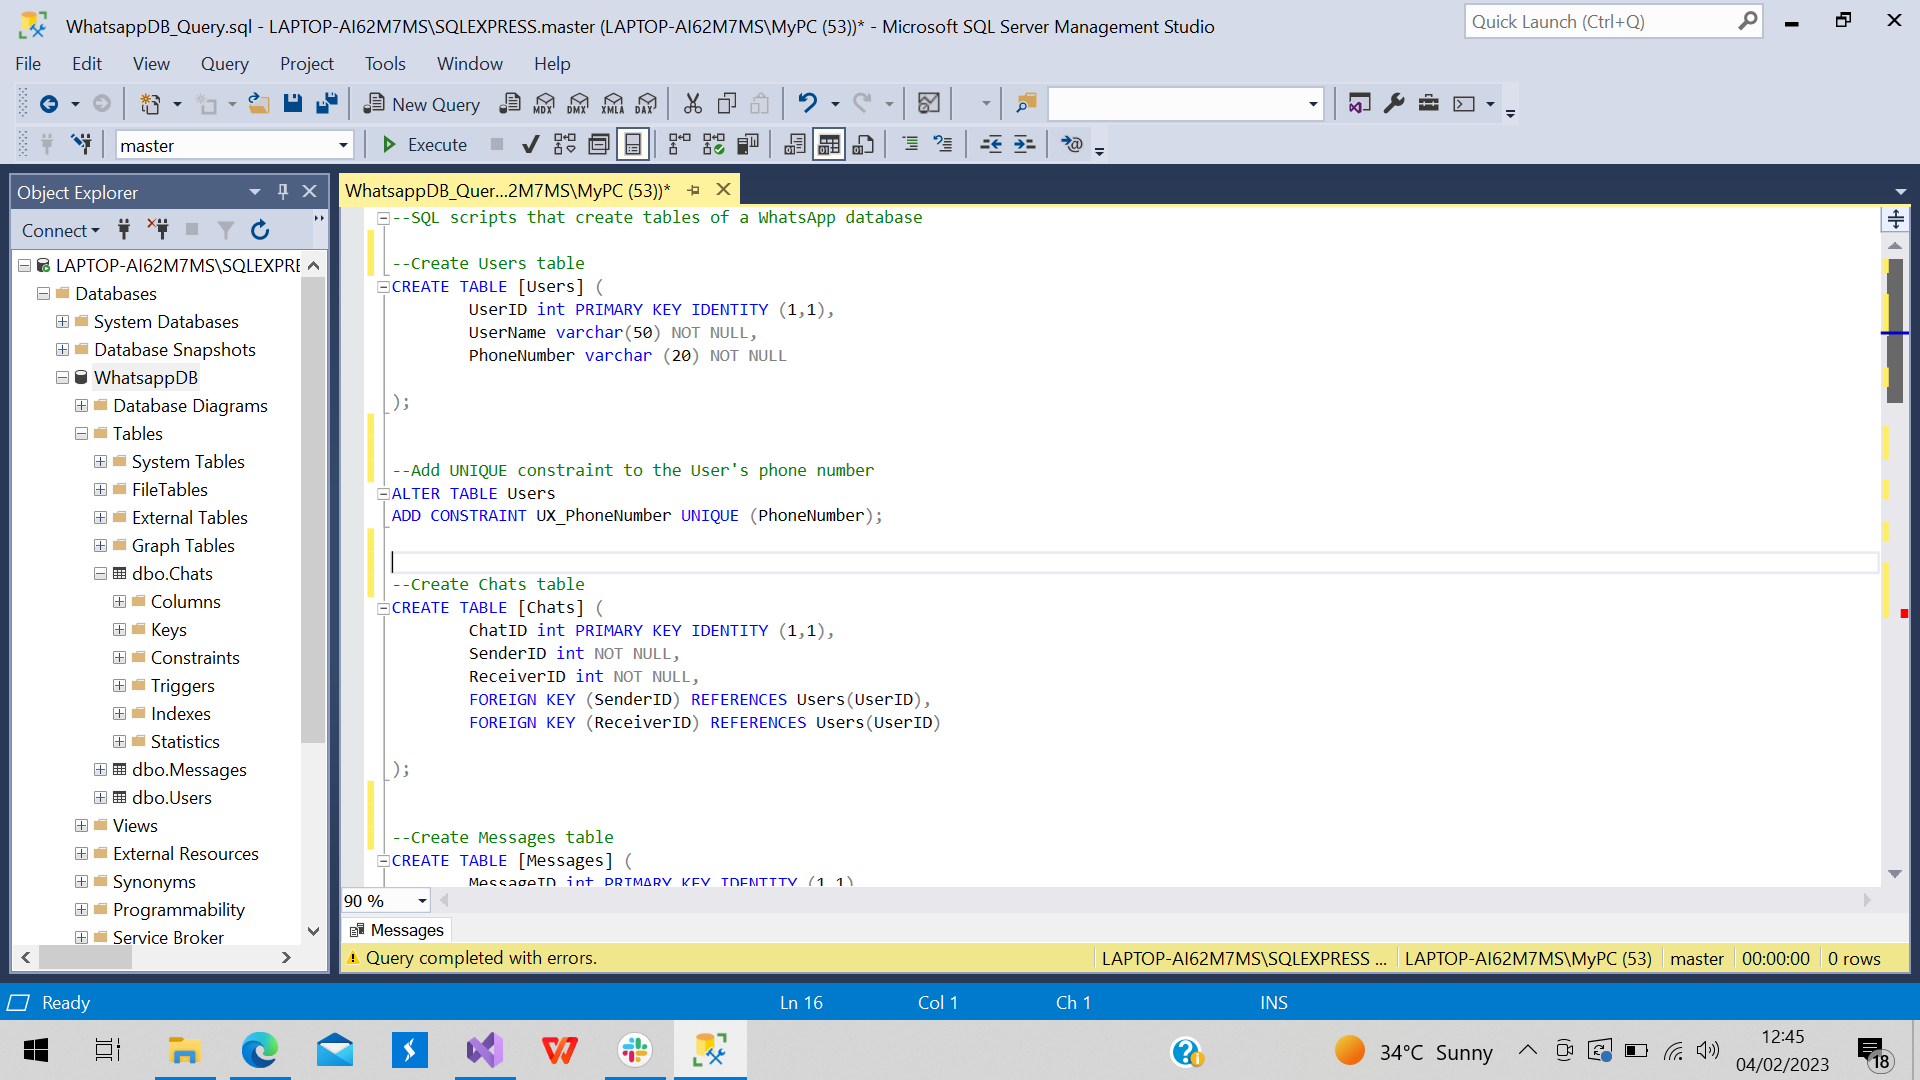 WhatsappDB_Query.sql - LAPTOP-AI62M7MS\SQLEXPRESS.master (LAPTOP-AI62M7MS\MyPC (53))* - Microsoft SQL Server Management Studio
Quick Launch (Ctrl+Q)
File Edit View Query Project Tools Window Help
New Query MDX DMX XMLA DAX
master Execute
Object Explorer
Connect
LAPTOP-AI62M7MS\SQLEXPRE
Databases
System Databases
Database Snapshots
WhatsappDB
Database Diagrams
Tables
System Tables
FileTables
External Tables
Graph Tables
dbo.Chats
Columns
Keys
Constraints
Triggers
Indexes
Statistics
dbo.Messages
dbo.Users
Views
External Resources
Synonyms
Programmability
Service Broker
WhatsappDB_Quer...2M7MS\MyPC (53))*
--SQL scripts that create tables of a WhatsApp database
--Create Users table
CREATE TABLE [Users] (
UserID int PRIMARY KEY IDENTITY (1,1),
UserName varchar(50) NOT NULL,
PhoneNumber varchar (20) NOT NULL
);
--Add UNIQUE constraint to the User's phone number
ALTER TABLE Users
ADD CONSTRAINT UX_PhoneNumber UNIQUE (PhoneNumber);
--Create Chats table
CREATE TABLE [Chats] (
ChatID int PRIMARY KEY IDENTITY (1,1),
SenderID int NOT NULL,
ReceiverID int NOT NULL,
FOREIGN KEY (SenderID) REFERENCES Users(UserID),
FOREIGN KEY (ReceiverID) REFERENCES Users(UserID)
);
--Create Messages table
CREATE TABLE [Messages] (
MessageID int PRIMARY KEY IDENTITY (1,1)
90 %
Messages
Query completed with errors. LAPTOP-AI62M7MS\SQLEXPRESS ... LAPTOP-AI62M7MS\MyPC (53) master 00:00:00 0 rows
Ready Ln 16 Col 1 Ch 1 INS
34°C Sunny
12:45
04/02/2023
18